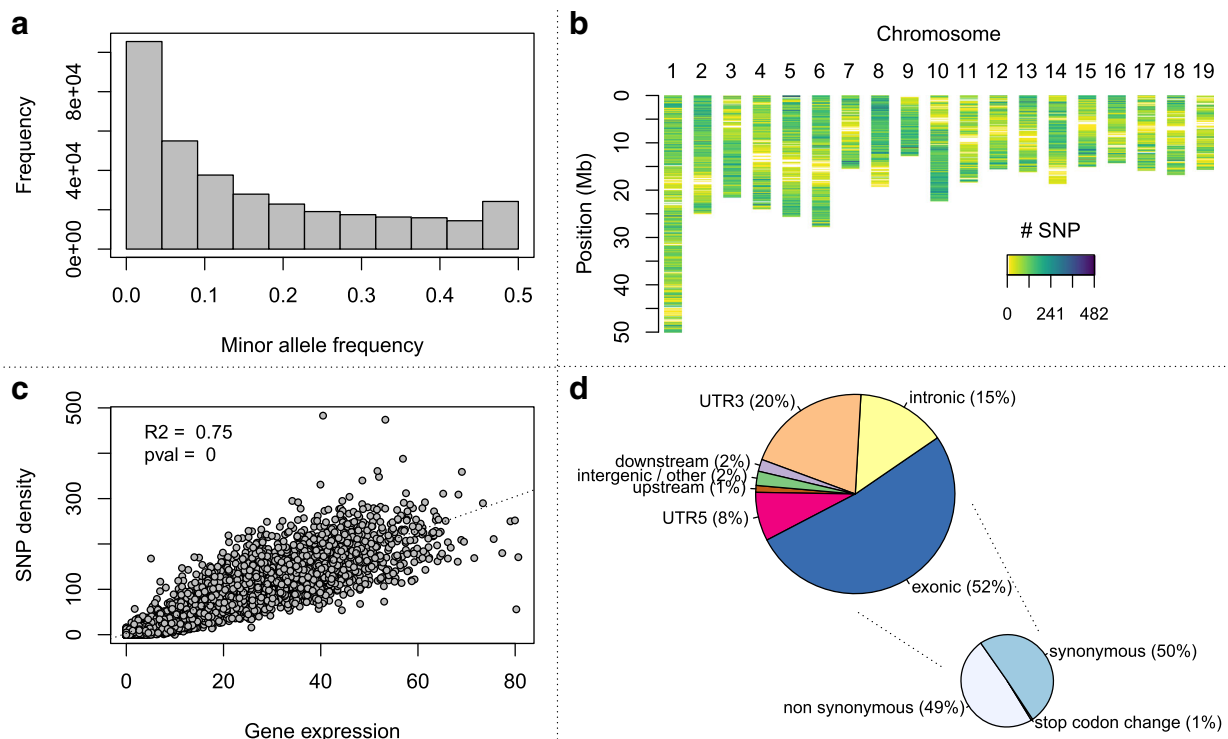 a
Frequency
8e+04
4e+04
0e+00
0.0 0.1 0.2 0.3 0.4 0.5
Minor allele frequency
b
Chromosome
1 2 3 4 5 6 7 8 9 10 11 12 13 14 15 16 17 18 19
Position (Mb)
0
10
20
30
40
50
# SNP
0 241 482
c
SNP density
500
300
100
0
R2 = 0.75
pval = 0
0 20 40 60 80
Gene expression
d
UTR3 (20%)
intronic (15%)
downstream (2%)
intergenic / other (2%)
upstream (1%)
UTR5 (8%)
exonic (52%)
synonymous (50%)
non synonymous (49%)
stop codon change (1%)